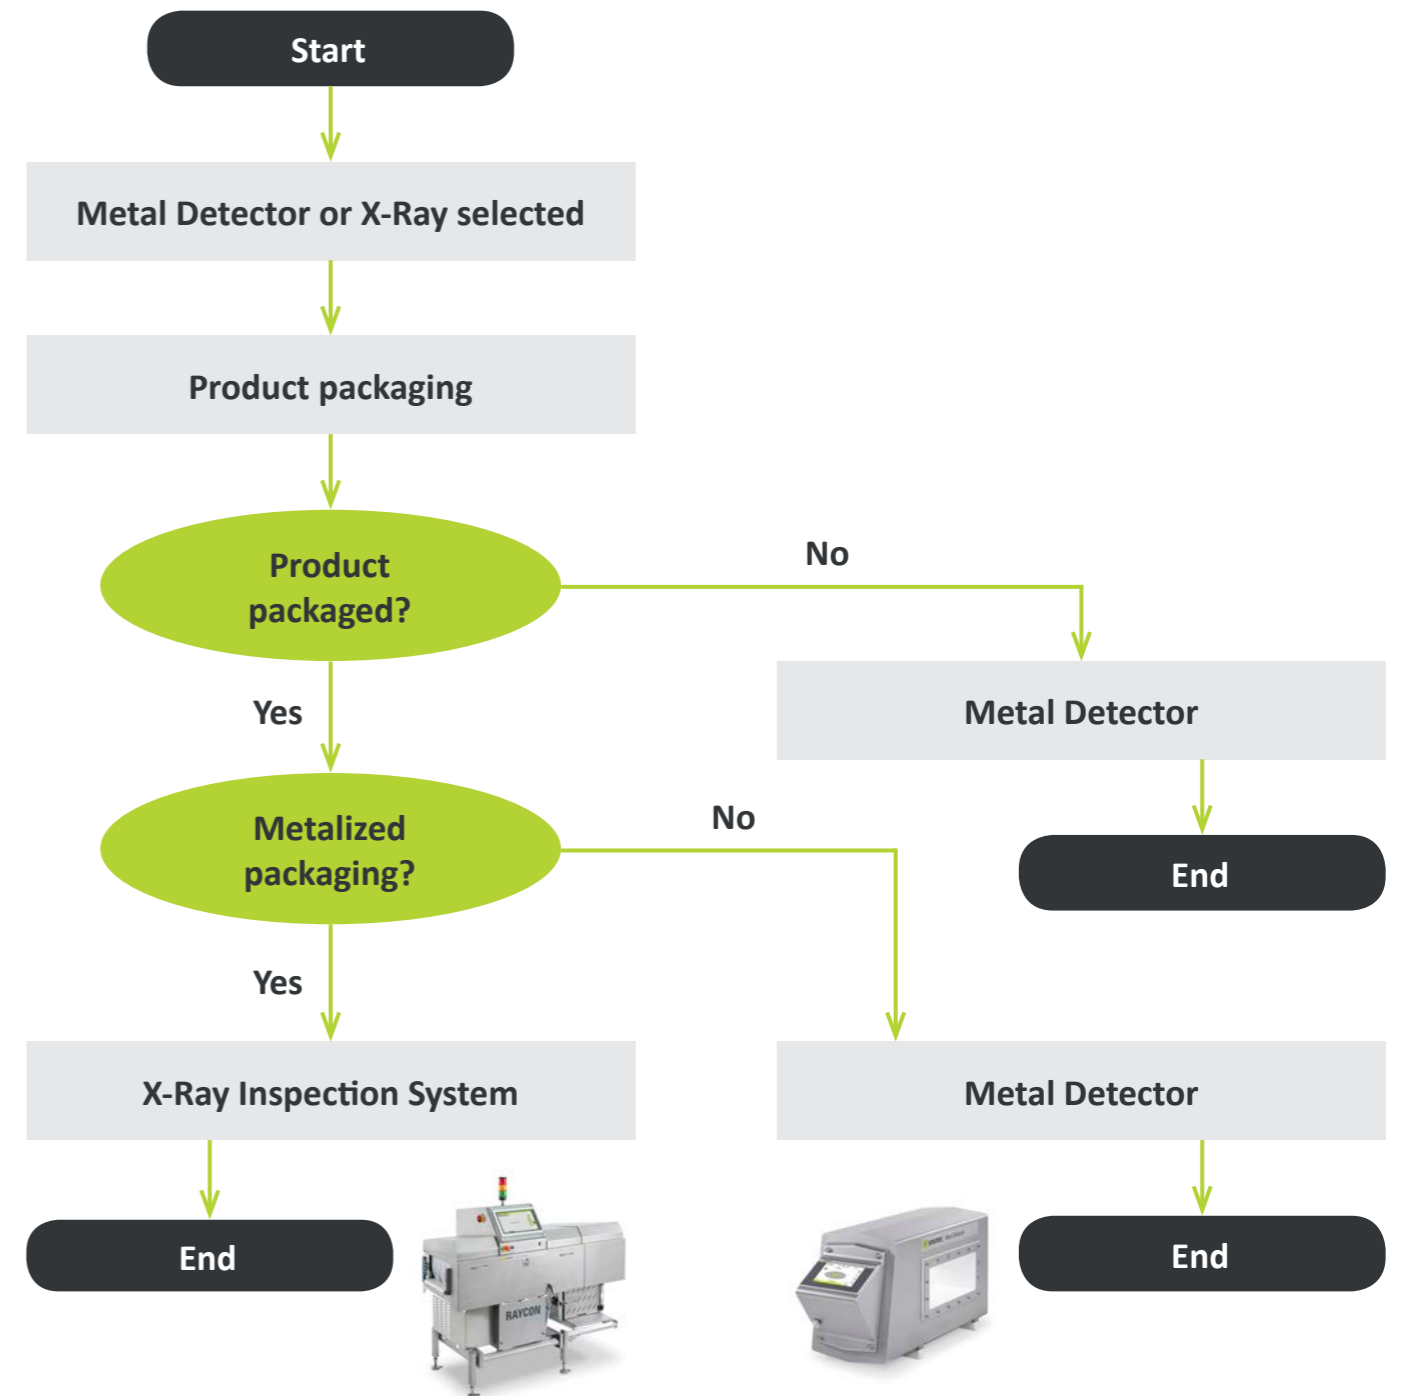 Start
Metal Detector or X-Ray selected
Product packaging
Product
packaged?
No
Yes
Metal Detector
Metalized
packaging?
No
End
Yes
X-Ray Inspection System
Metal Detector
End
RAYCON
End